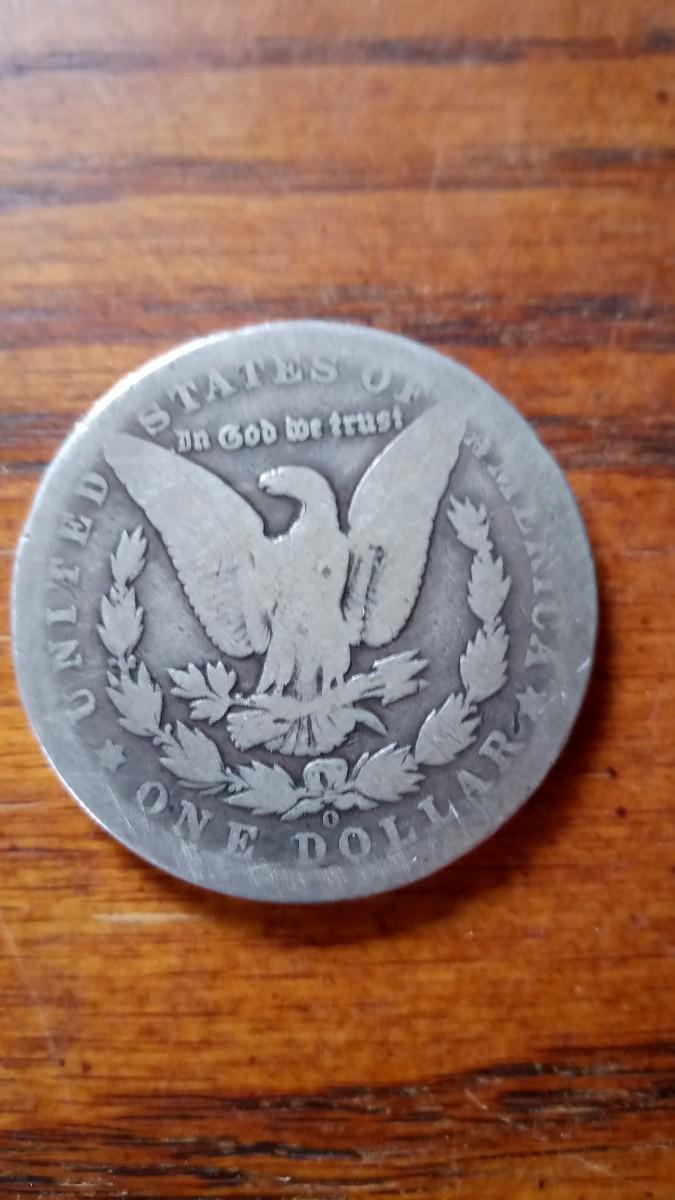 UNITED STATES OF AMERICA
In God we trust
O
ONE DOLLAR